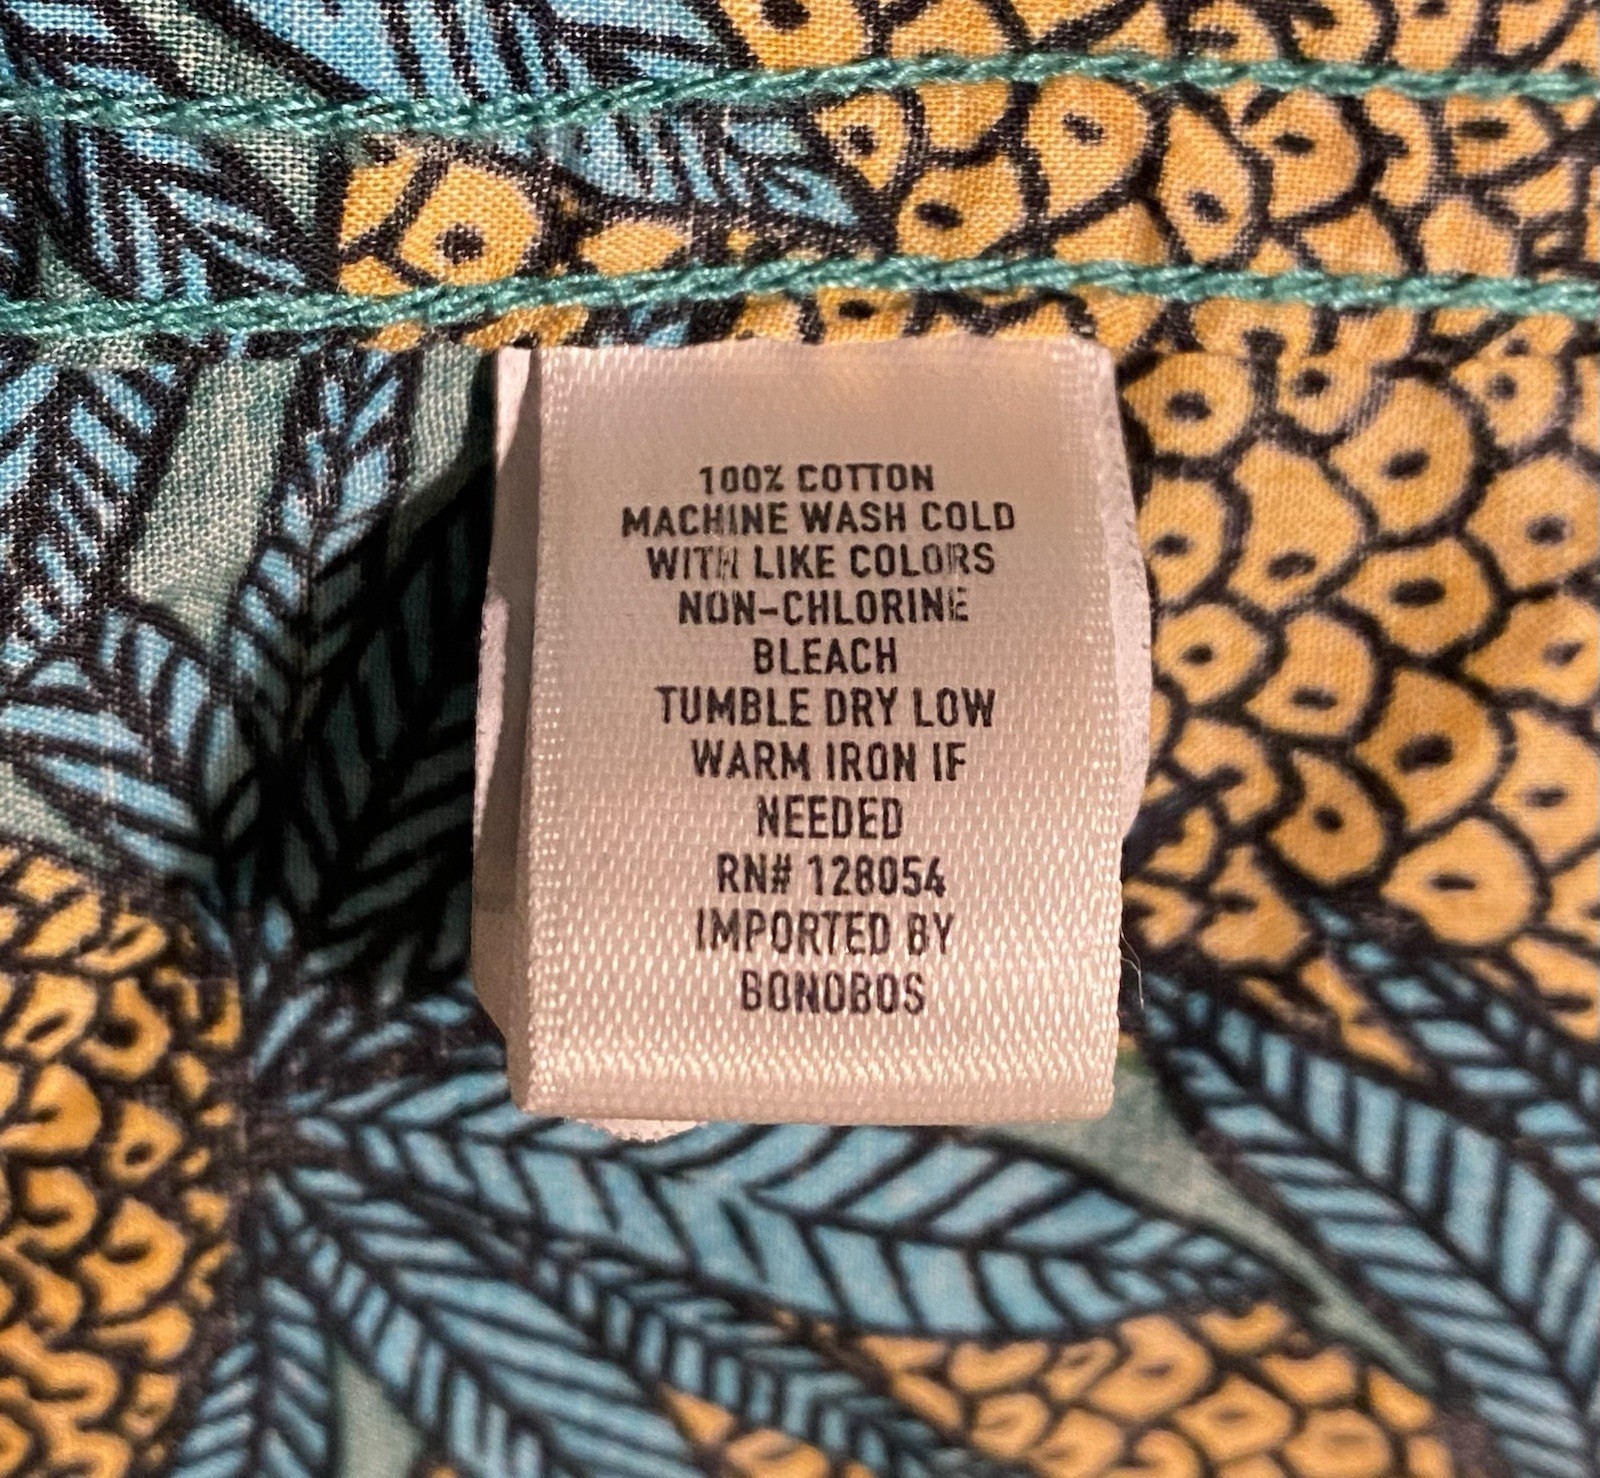 100% COTTON
MACHINE WASH COLD
WITH LIKE COLORS
NON-CHLORINE
BLEACH
TUMBLE DRY LOW
WARM IRON IF
NEEDED
RN# 128054
IMPORTED BY
BONOBOS